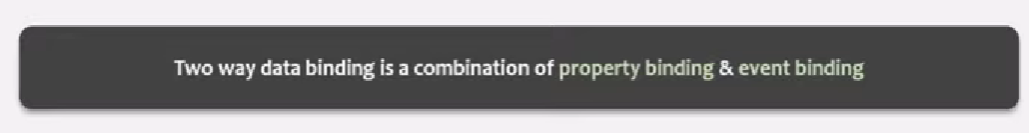 Two way data binding is a combination of property binding & event binding